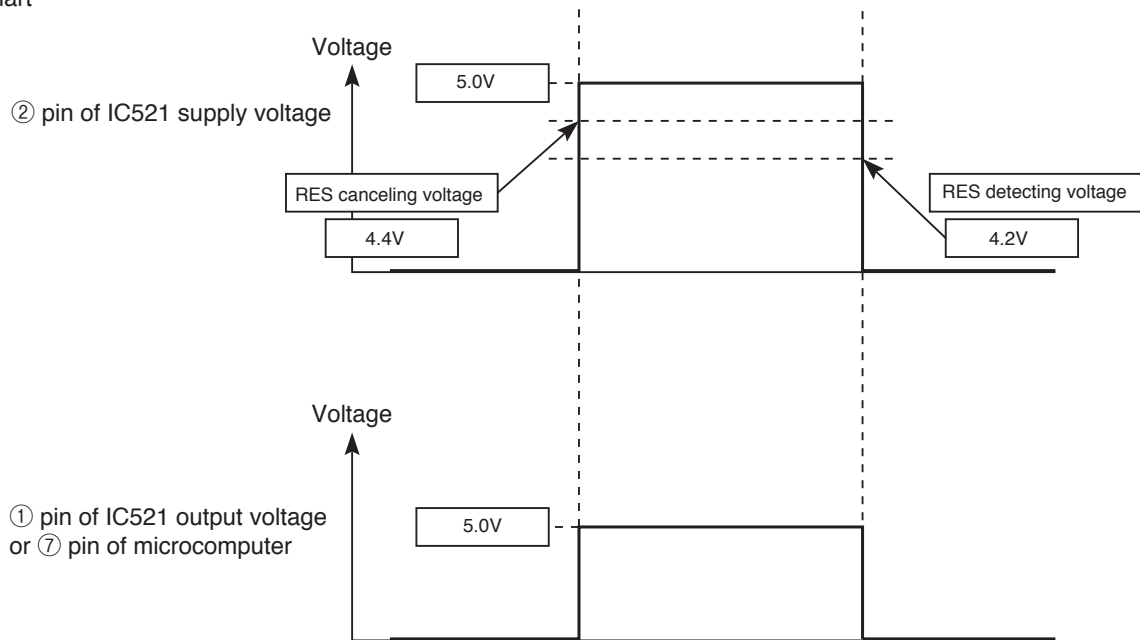 Voltage
5.0V
② pin of IC521 supply voltage
RES canceling voltage
RES detecting voltage
4.4V
4.2V
Voltage
① pin of IC521 output voltage
or ⑦ pin of microcomputer
5.0V